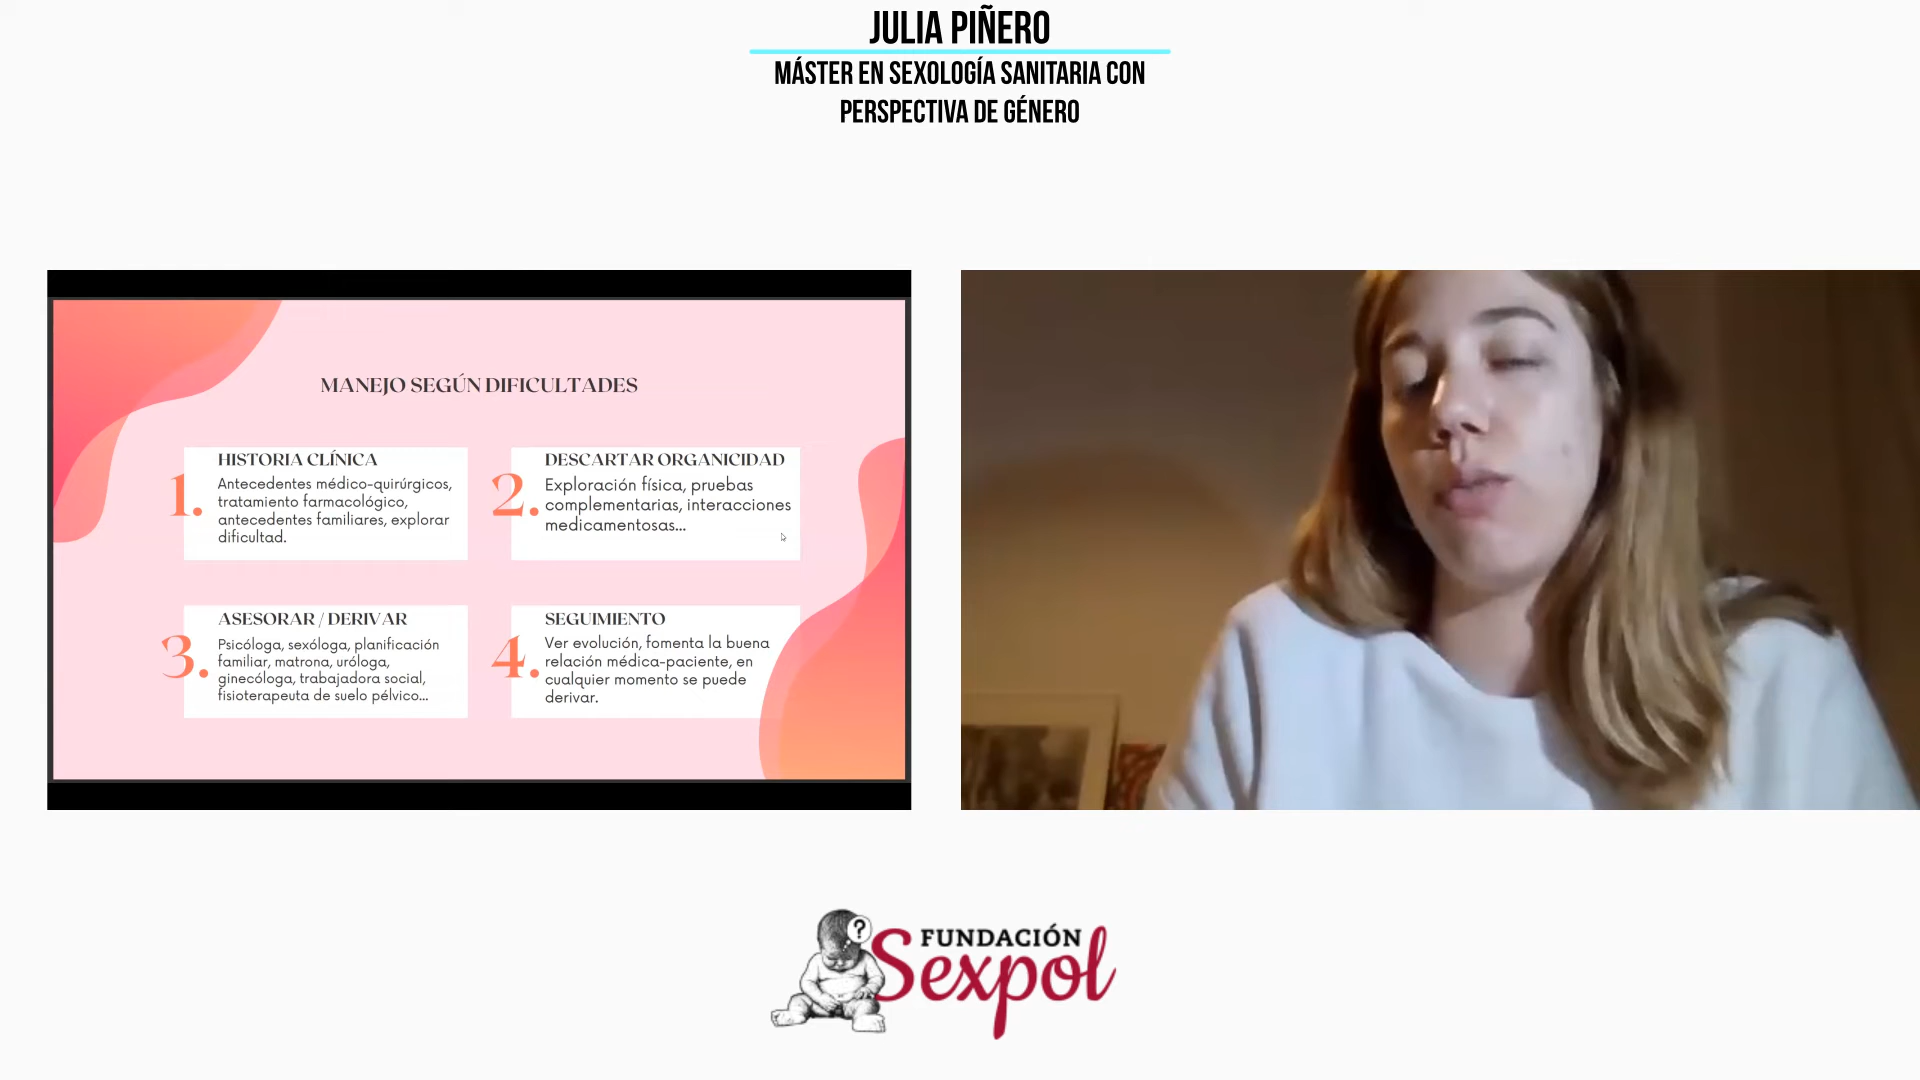 JULIA PIÑERO
MÁSTER EN SEXOLOGÍA SANITARIA CON
PERSPECTIVA DE GÉNERO
MANEJO SEGÚN DIFICULTADES
1.
HISTORIA CLÍNICA
Antecedentes médico-quirúrgicos,
tratamiento farmacológico,
antecedentes familiares, explorar
dificultad.
2.
DESCARTAR ORGANICIDAD
Exploración física, pruebas
complementarias, interacciones
medicamentosas...
3.
ASESORAR / DERIVAR
Psicóloga, sexóloga, planificación
familiar, matrona, uróloga,
ginecóloga, trabajadora social,
fisioterapeuta de suelo pélvico...
4.
SEGUIMIENTO
Ver evolución, fomenta la buena
relación médica-paciente, en
cualquier momento se puede
derivar.
?
FUNDACIÓN
Sexpol